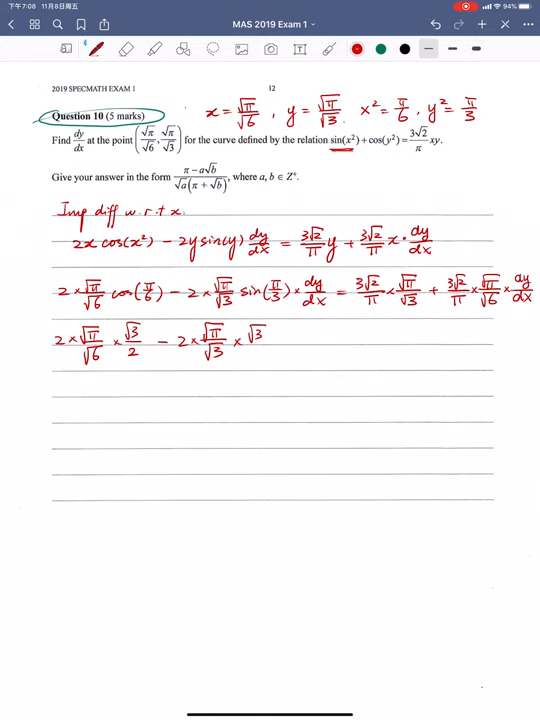 下午7:08 11月8日周五
MAS 2019 Exam 1
94%
2019 SPECMATH EXAM 1 12
x = √π/√6 , y = √π/√3 . x² = π/6 , y² = π/3
Question 10 (5 marks)
Find dy/dx at the point (√π/√6, √π/√3) for the curve defined by the relation sin(x²) + cos(y²) = 3√2/π xy.
Give your answer in the form π − a√b / √a(π + √b), where a, b ∈ Z⁺.
Imp diff w.r.t x.
2x cos(x²) − 2y sin(y) dy/dx = 3√2/π y + 3√2/π x · dy/dx
2 × √π/√6 cos(π/6) − 2 × √π/√3 sin(π/3) × dy/dx = 3√2/π × √π/√3 + 3√2/π × √π/√6 × dy/dx
2 × √π/√6 × √3/2 − 2 × √π/√3 × √3